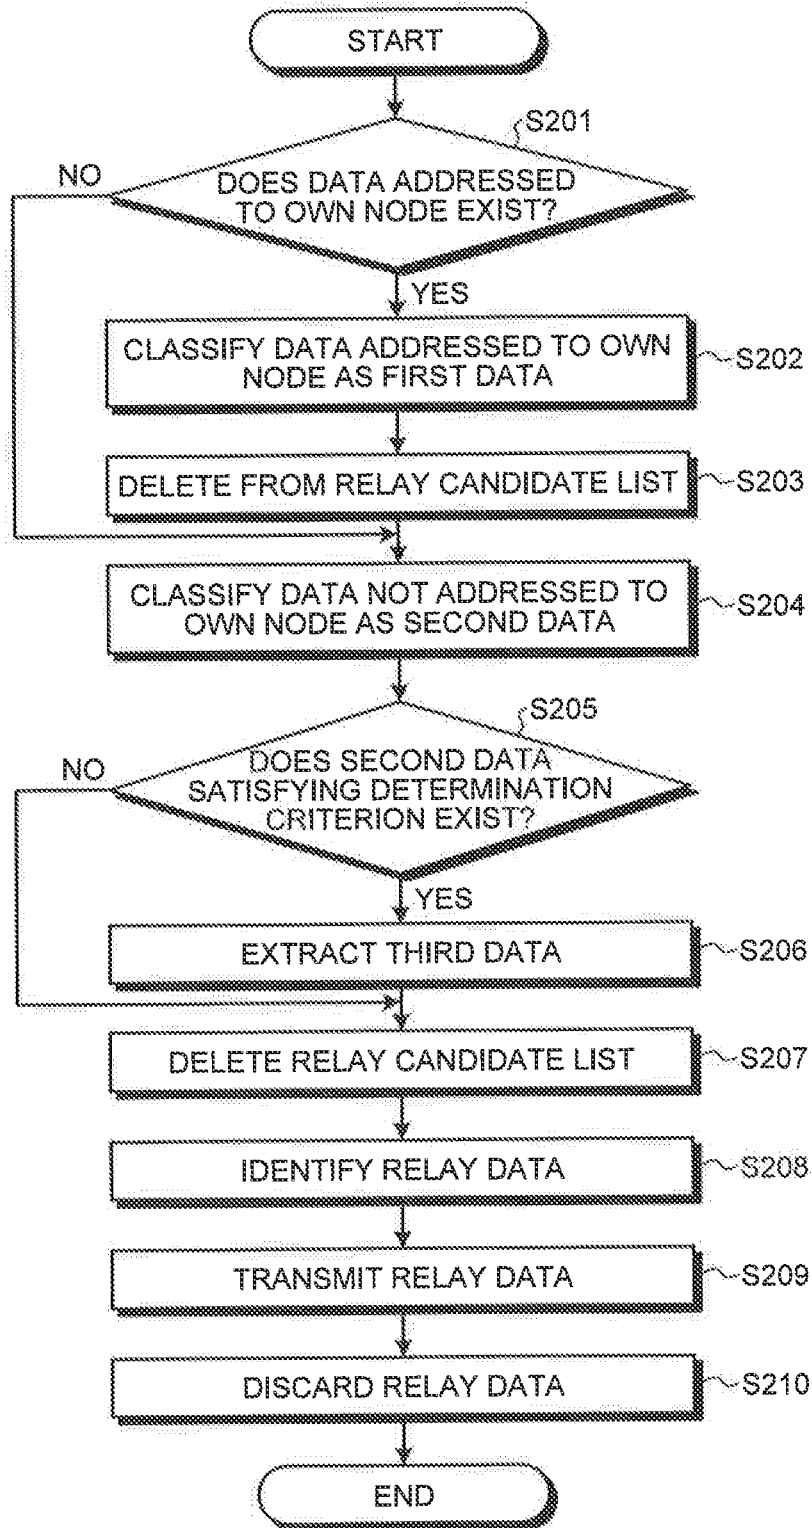 START
S201
NO
DOES DATA ADDRESSED
TO OWN NODE EXIST?
YES
CLASSIFY DATA ADDRESSED TO OWN
NODE AS FIRST DATA
S202
DELETE FROM RELAY CANDIDATE LIST
S203
CLASSIFY DATA NOT ADDRESSED TO
OWN NODE AS SECOND DATA
S204
S205
NO
DOES SECOND DATA
SATISFYING DETERMINATION
CRITERION EXIST?
YES
EXTRACT THIRD DATA
S206
DELETE RELAY CANDIDATE LIST
S207
IDENTIFY RELAY DATA
S208
TRANSMIT RELAY DATA
S209
DISCARD RELAY DATA
S210
END